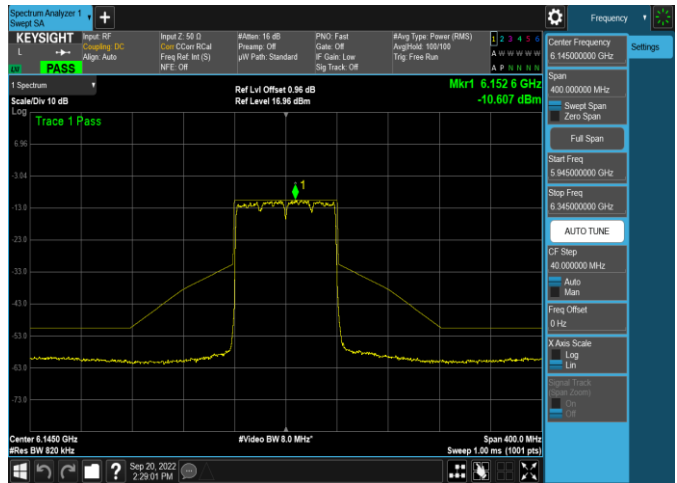 Spectrum Analyzer 1
Swept SA
+
Frequency
KEYSIGHT
L
PASS
Input: RF
Coupling: DC
Align: Auto
Input Z: 50 Ω
Corr CCorr RCal
Freq Ref: Int (S)
NFE: Off
#Atten: 16 dB
Preamp: Off
µW Path: Standard
PNO: Fast
Gate: Off
IF Gain: Low
Sig Track: Off
#Avg Type: Power (RMS)
Avg|Hold: 100/100
Trig: Free Run
1 2 3 4 5 6
A W W W W W
A P N N N N
1 Spectrum
Scale/Div 10 dB
Log
Ref Lvl Offset 0.96 dB
Ref Level 16.96 dBm
Mkr1 6.152 6 GHz
-10.607 dBm
Trace 1 Pass
1
6.96
-3.04
-13.0
-23.0
-33.0
-43.0
-53.0
-63.0
-73.0
Center 6.1450 GHz
#Res BW 820 kHz
#Video BW 8.0 MHz*
Span 400.0 MHz
Sweep 1.00 ms (1001 pts)
Center Frequency
6.145000000 GHz
Span
400.000000 MHz
Swept Span
Zero Span
Full Span
Start Freq
5.945000000 GHz
Stop Freq
6.345000000 GHz
AUTO TUNE
CF Step
40.000000 MHz
Auto
Man
Freq Offset
0 Hz
X Axis Scale
Log
Lin
Signal Track
(Span Zoom)
On
Off
Settings
?
Sep 20, 2022
2:29:01 PM